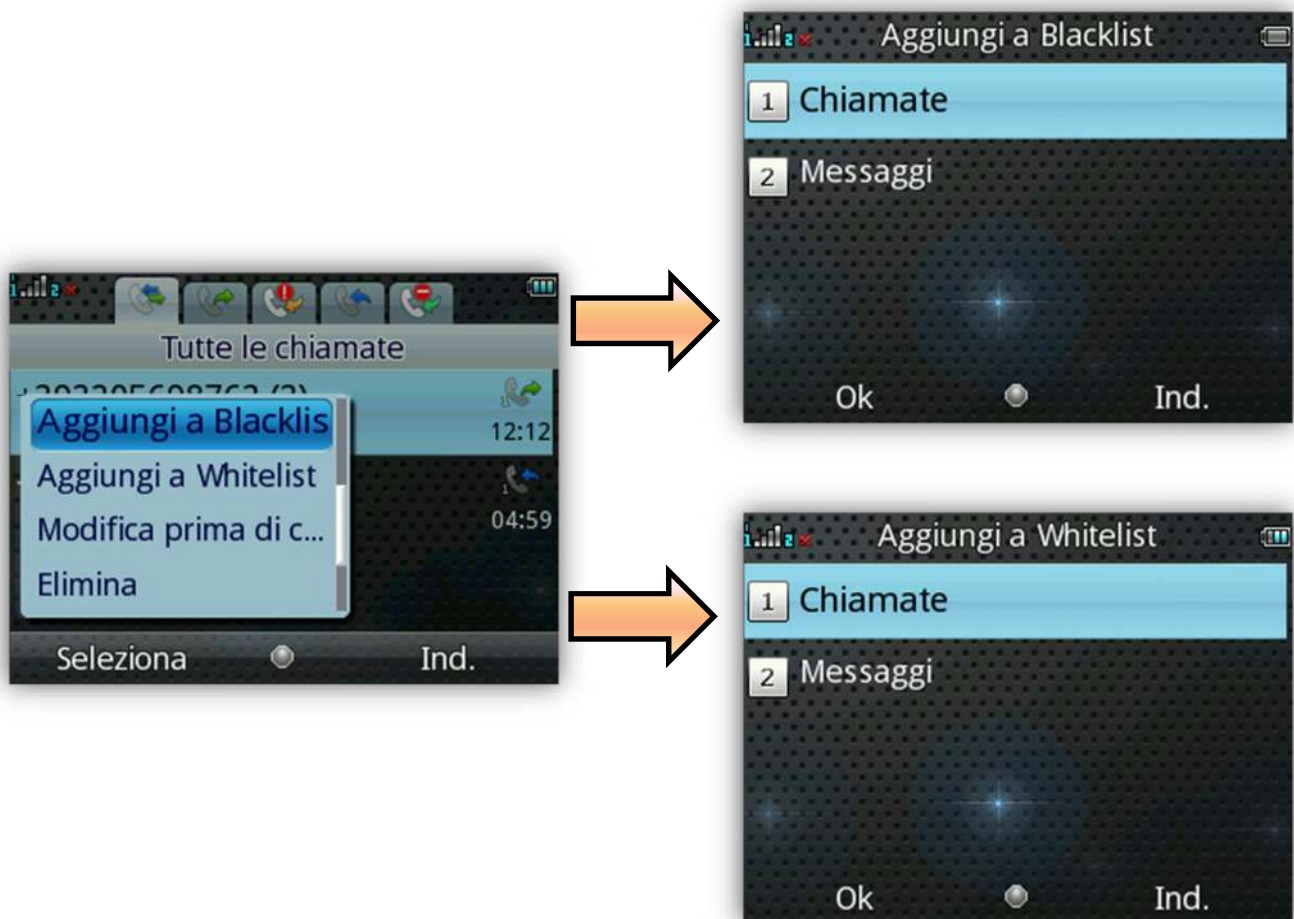 Tutte le chiamate
12:12
Aggiungi a Blacklis
Aggiungi a Whitelist
Modifica prima di c...
Elimina
04:59
Seleziona
Ind.
Aggiungi a Blacklist
1 Chiamate
2 Messaggi
Ok
Ind.
Aggiungi a Whitelist
1 Chiamate
2 Messaggi
Ok
Ind.